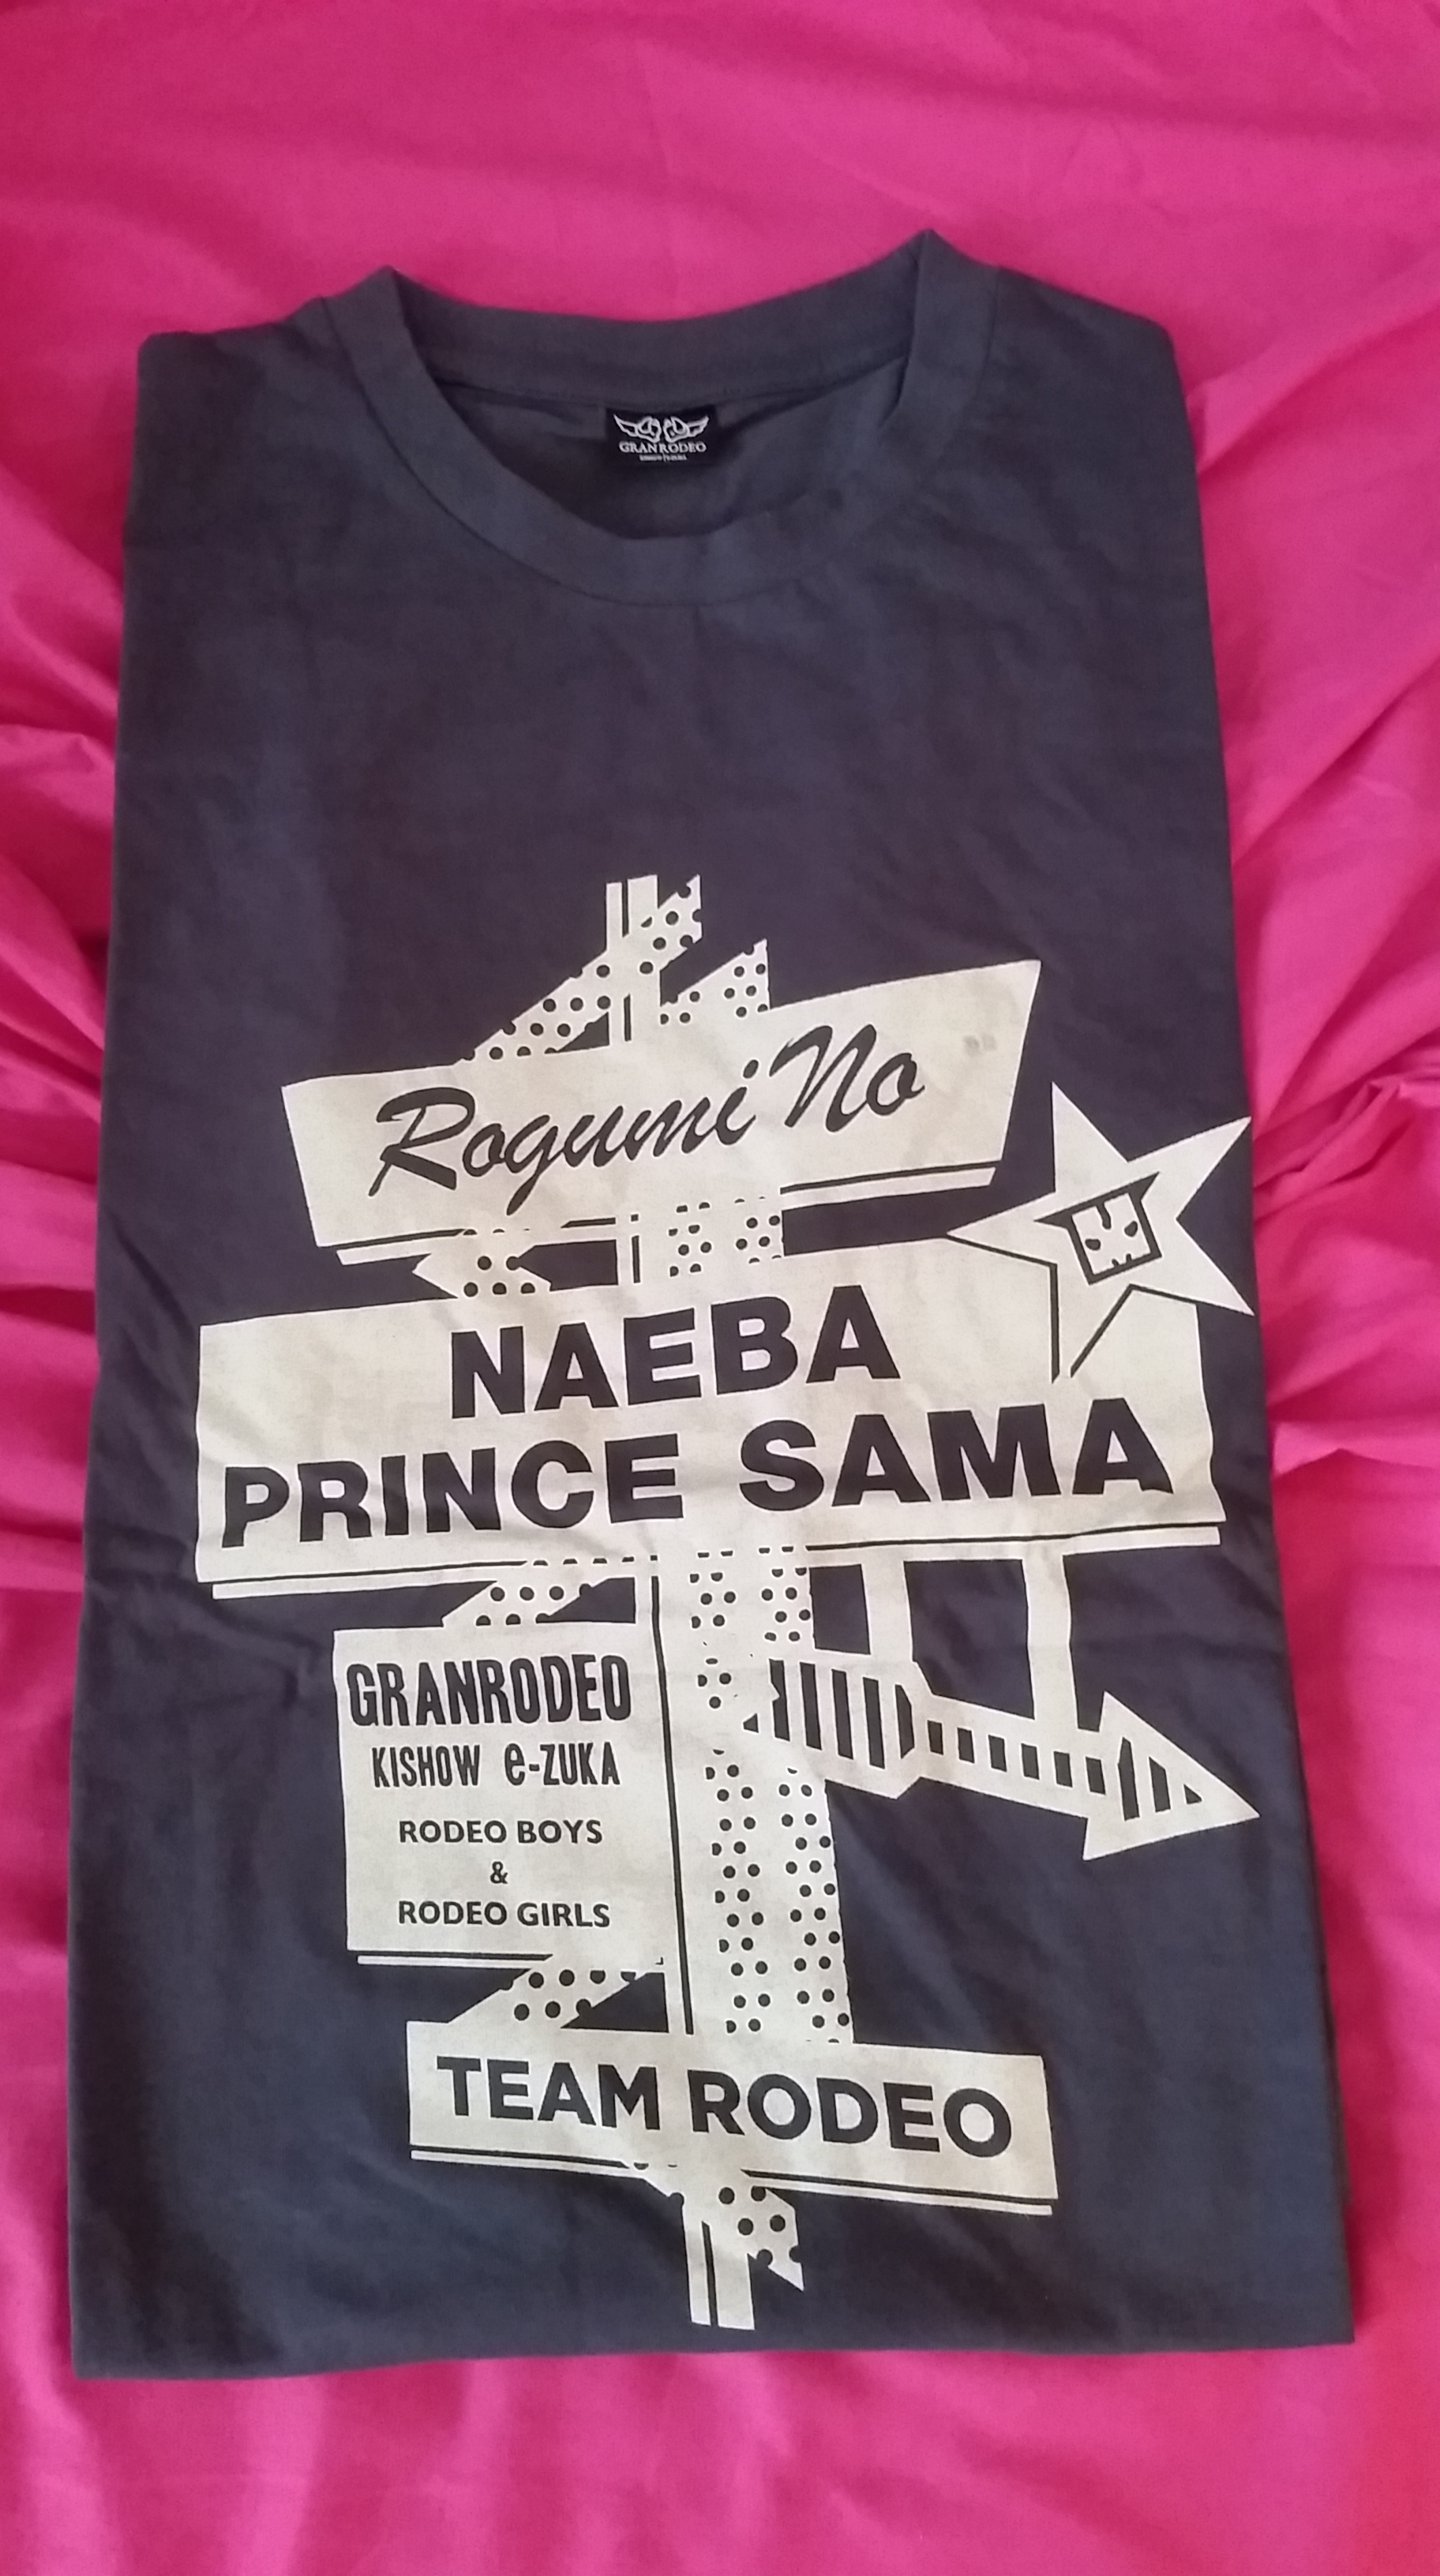 GRANRODEO
Rogumi No
NAEBA
PRINCE SAMA
GRANRODEO
KISHOW e-ZUKA
RODEO BOYS
&
RODEO GIRLS
TEAM RODEO